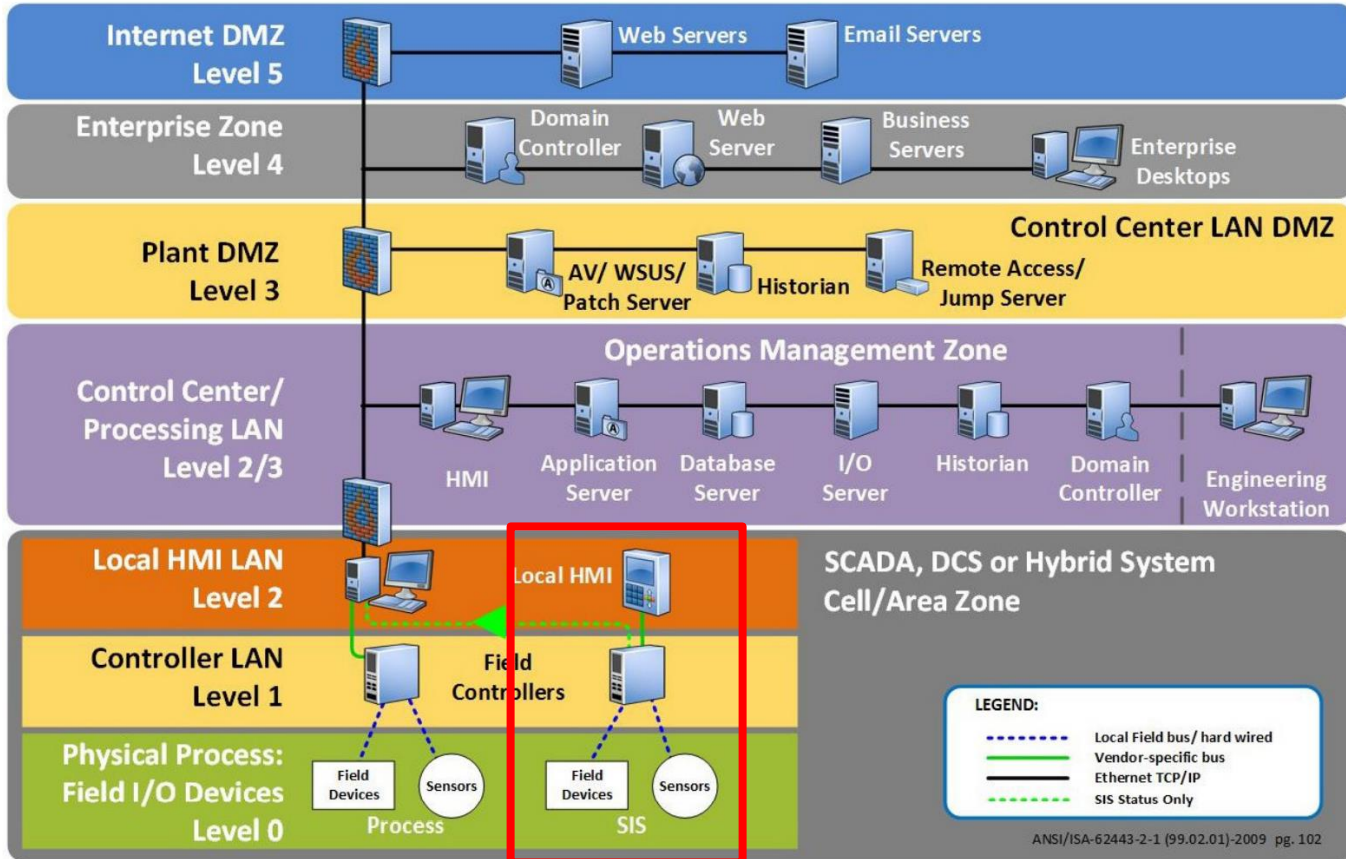 Internet DMZ
Level 5
Web Servers
Email Servers
Enterprise Zone
Level 4
Domain
Controller
Web
Server
Business
Servers
Enterprise
Desktops
Plant DMZ
Level 3
Control Center LAN DMZ
AV/ WSUS/
Patch Server
Historian
Remote Access/
Jump Server
Control Center/
Processing LAN
Level 2/3
Operations Management Zone
HMI
Application
Server
Database
Server
I/O
Server
Historian
Domain
Controller
Engineering
Workstation
Local HMI LAN
Level 2
Local HMI
SCADA, DCS or Hybrid System
Cell/Area Zone
Controller LAN
Level 1
Field
Controllers
Physical Process:
Field I/O Devices
Level 0
Field
Devices
Sensors
Process
Field
Devices
Sensors
SIS
LEGEND:
Local Field bus/ hard wired
Vendor-specific bus
Ethernet TCP/IP
SIS Status Only
ANSI/ISA-62443-2-1 (99.02.01)-2009 pg. 102